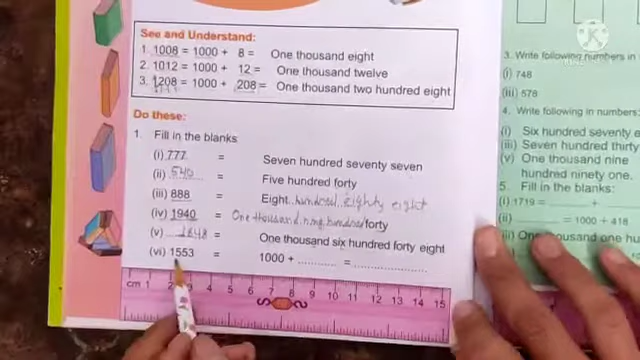 See and Understand:
1. 1008 = 1000 + 8 = One thousand eight
2. 1012 = 1000 + 12 = One thousand twelve
3. 1208 = 1000 + 208 = One thousand two hundred eight
Do these:
1. Fill in the blanks
(i) 777 = Seven hundred seventy seven
(ii) 540 = Five hundred forty
(iii) 888 = Eight hundred eighty eight
(iv) 1940 = One thousand nine hundred forty
(v) 1648 = One thousand six hundred forty eight
(vi) 1553 = 1000 + ............ = ........................
cm 1 2 3 4 5 6 7 8 9 10 11 12 13 14 15
3. Write following numbers in
(i) 748
(iii) 578
4. Write following in numbers:
(i) Six hundred seventy
(iii) Seven hundred thirty
(v) One thousand nine
hundred ninety one.
5. Fill in the blanks:
(i) 1719 = ........ +
(ii) ........ = 1000 + 418
One thousand one hu
K